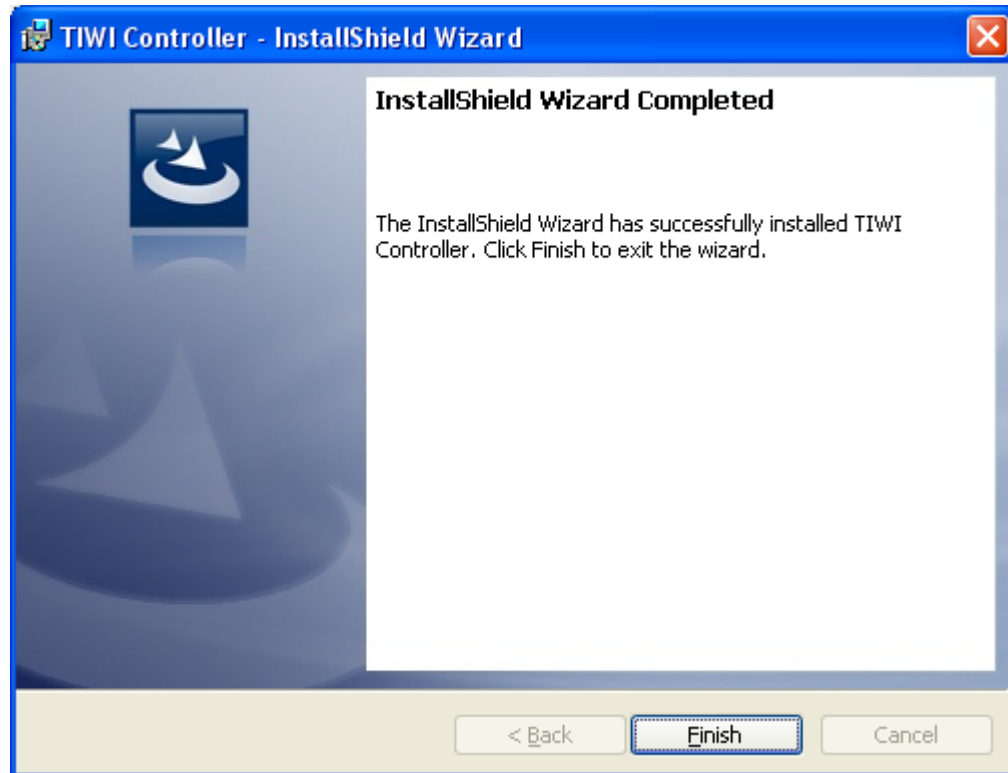 TIWI Controller - InstallShield Wizard
InstallShield Wizard Completed
The InstallShield Wizard has successfully installed TIWI
Controller. Click Finish to exit the wizard.
< Back
Finish
Cancel